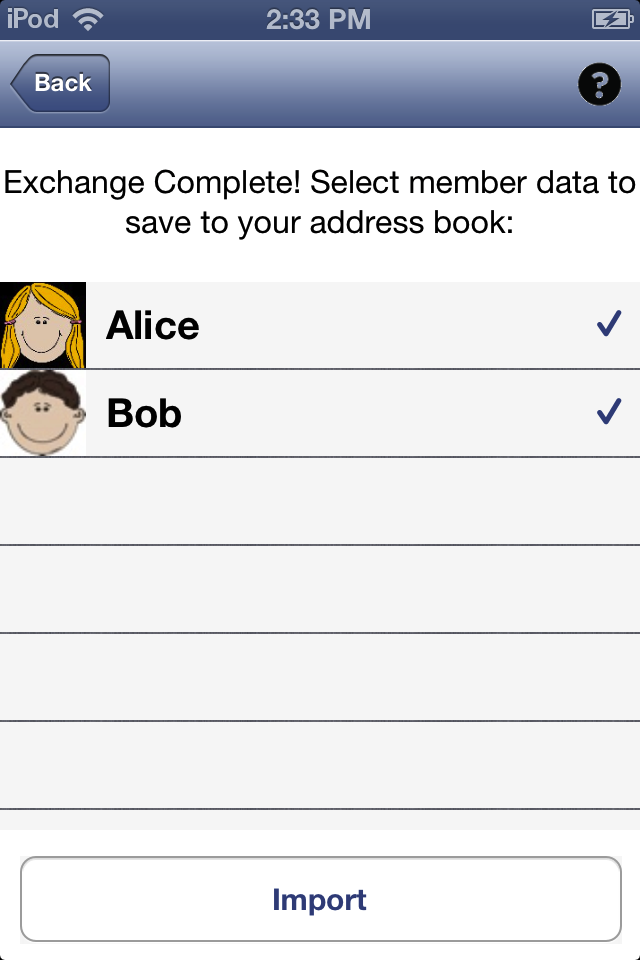 iPod 2:33 PM
Back ?
Exchange Complete! Select member data to
save to your address book:
Alice
Bob
Import